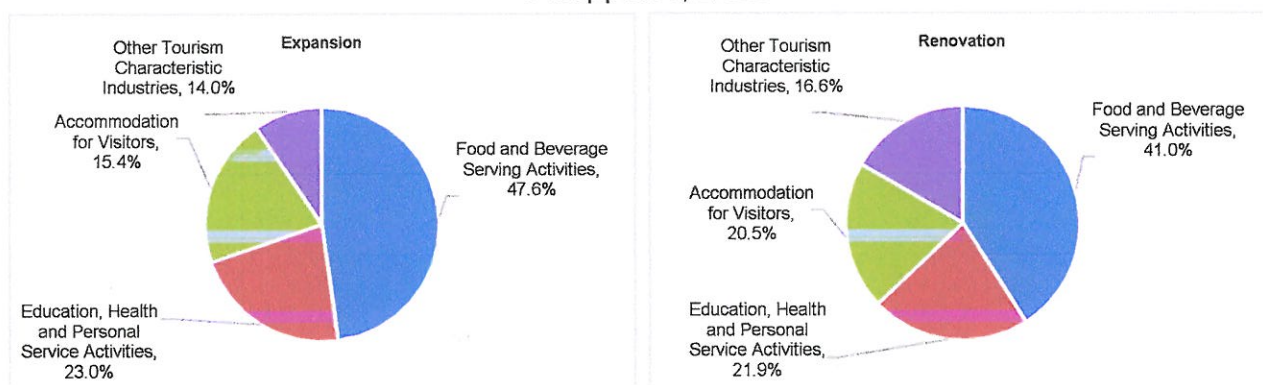 Expansion
Other Tourism
Characteristic
Industries, 14.0%
Accommodation
for Visitors,
15.4%
Food and Beverage
Serving Activities,
47.6%
Education, Health
and Personal
Service Activities,
23.0%
Renovation
Other Tourism
Characteristic
Industries, 16.6%
Food and Beverage
Serving Activities,
41.0%
Accommodation
for Visitors,
20.5%
Education, Health
and Personal
Service Activities,
21.9%